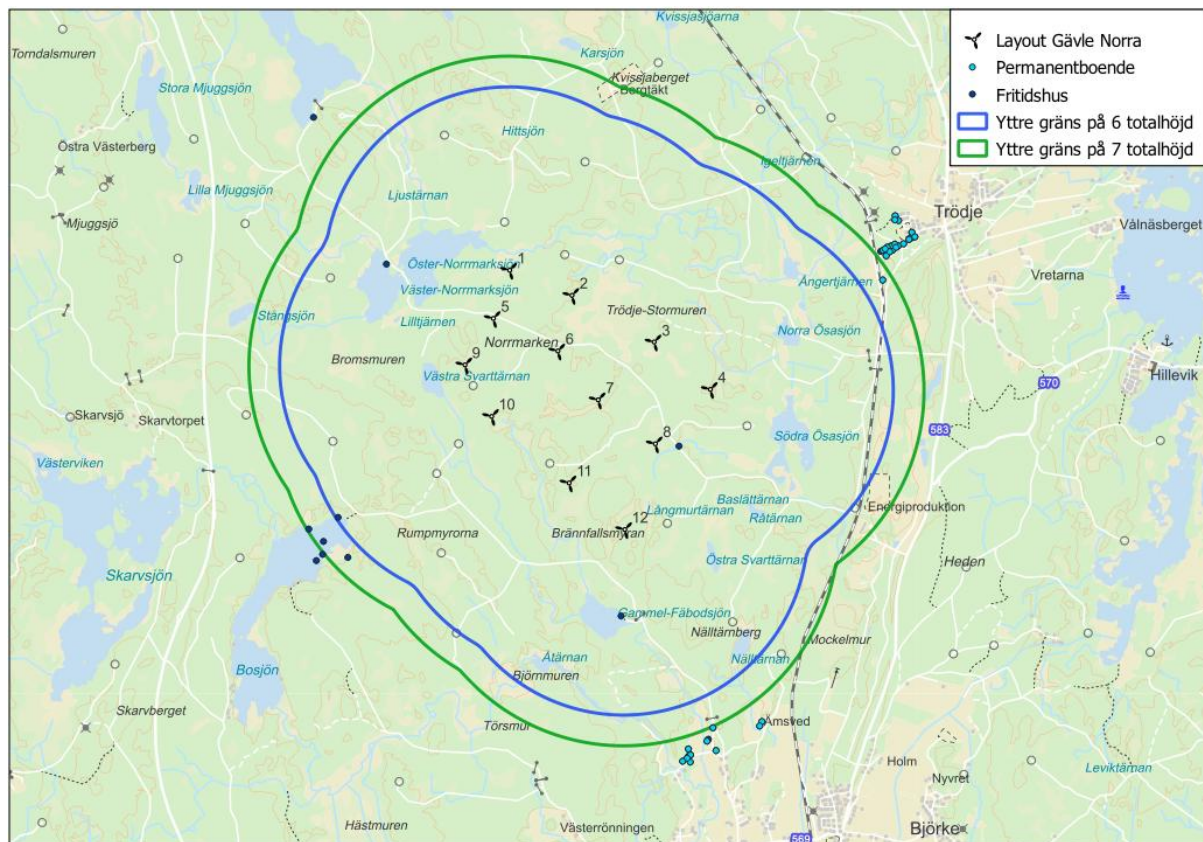 Layout Gävle Norra
Permanentboende
Fritidshus
Yttre gräns på 6 totalhöjd
Yttre gräns på 7 totalhöjd
Kvissjasjöarna
Torndalsmuren
Karsjön
Kvissjaberget
Bergtäkt
Stora Mjuggsjön
Hittsjön
Östra Västerberg
Igeltjärnen
Lilla Mjuggsjön
Ljustärnan
Trödje
Mjuggsjö
Vålnäsberget
Öster-Norrmarksjön
1
Vretarna
Ångertjärnen
Väster-Norrmarksjön
2
Stångsjön
Lilltjärnen
5
Trödje-Stormuren
Norra Ösasjön
3
Norrmarken
6
Bromsmuren
9
Hillevik
Västra Svarttärnan
4
570
7
Skarvsjö
Skarvtorpet
10
583
Södra Ösasjön
8
Västerviken
11
Baslättärnan
Långmurtärnan
Energiproduktion
Råtärnan
12
Rumpmyrorna
Brännfallsmyran
Östra Svarttärnan
Heden
Skarvsjön
Gammel-Fäbodsjön
Nälltärnberg
Mockelmur
Åtärnan
Nälltärnan
Bosjön
Björnmuren
Skarvberget
Törsmur
Åmsved
Holm
Nyvret
Leviktärnan
Hästmuren
Västerrönningen
569
Björke